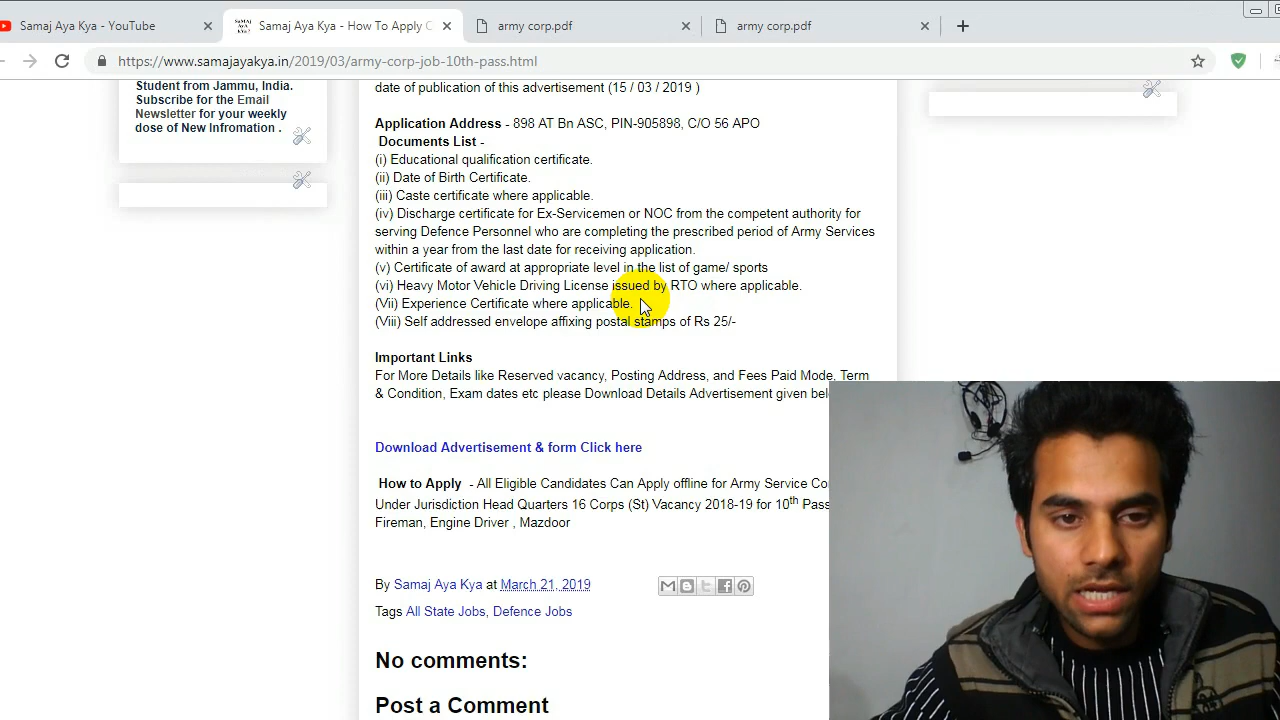 Samaj Aya Kya - YouTube
SAMAJ AYA KYA?
Samaj Aya Kya - How To Apply C
army corp.pdf
army corp.pdf
https://www.samajayakya.in/2019/03/army-corp-job-10th-pass.html
Student from Jammu, India.
Subscribe for the Email
Newsletter for your weekly
dose of New Infromation .
date of publication of this advertisement (15 / 03 / 2019 )
Application Address - 898 AT Bn ASC, PIN-905898, C/O 56 APO
Documents List -
(i) Educational qualification certificate.
(ii) Date of Birth Certificate.
(iii) Caste certificate where applicable.
(iv) Discharge certificate for Ex-Servicemen or NOC from the competent authority for
serving Defence Personnel who are completing the prescribed period of Army Services
within a year from the last date for receiving application.
(v) Certificate of award at appropriate level in the list of game/ sports
(vi) Heavy Motor Vehicle Driving License issued by RTO where applicable.
(Vii) Experience Certificate where applicable.
(Viii) Self addressed envelope affixing postal stamps of Rs 25/-
Important Links
For More Details like Reserved vacancy, Posting Address, and Fees Paid Mode, Term
& Condition, Exam dates etc please Download Details Advertisement given bel
Download Advertisement & form Click here
How to Apply - All Eligible Candidates Can Apply offline for Army Service Co
Under Jurisdiction Head Quarters 16 Corps (St) Vacancy 2018-19 for 10th Pass
Fireman, Engine Driver , Mazdoor
By Samaj Aya Kya at March 21, 2019
Tags All State Jobs, Defence Jobs
No comments:
Post a Comment